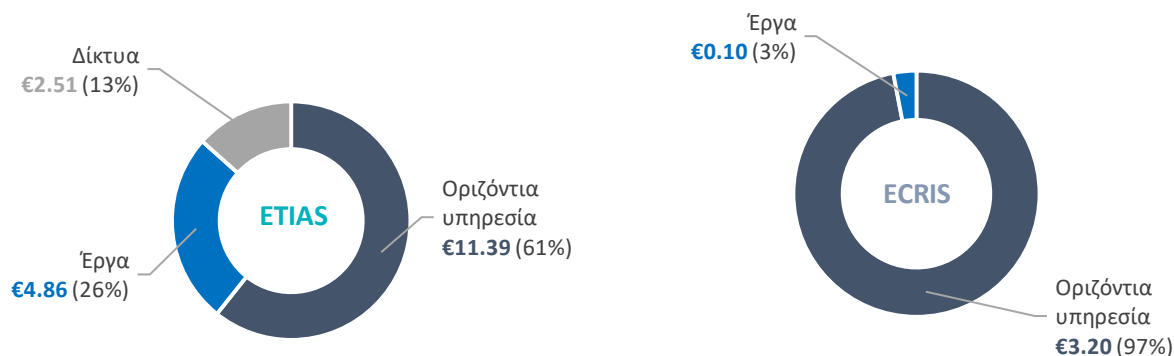 Δίκτυα
€2.51 (13%)
ETIAS
Οριζόντια
υπηρεσία
€11.39 (61%)
Έργα
€4.86 (26%)
Έργα
€0.10 (3%)
ECRIS
Οριζόντια
υπηρεσία
€3.20 (97%)